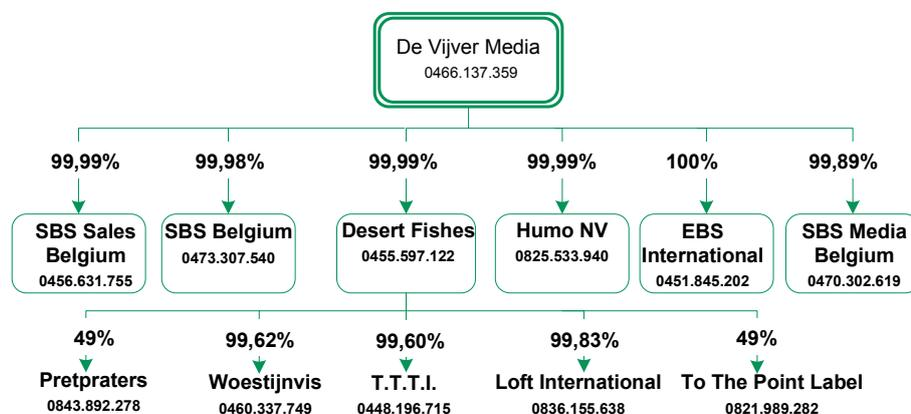 De Vijver Media
0466.137.359
99,99%
99,98%
99,99%
99,99%
100%
99,89%
SBS Sales
Belgium
0456.631.755
SBS Belgium
0473.307.540
Desert Fishes
0455.597.122
Humo NV
0825.533.940
EBS
International
0451.845.202
SBS Media
Belgium
0470.302.619
49%
99,62%
99,60%
99,83%
49%
Pretpraters
0843.892.278
Woestijnvis
0460.337.749
T.T.T.I.
0448.196.715
Loft International
0836.155.638
To The Point Label
0821.989.282